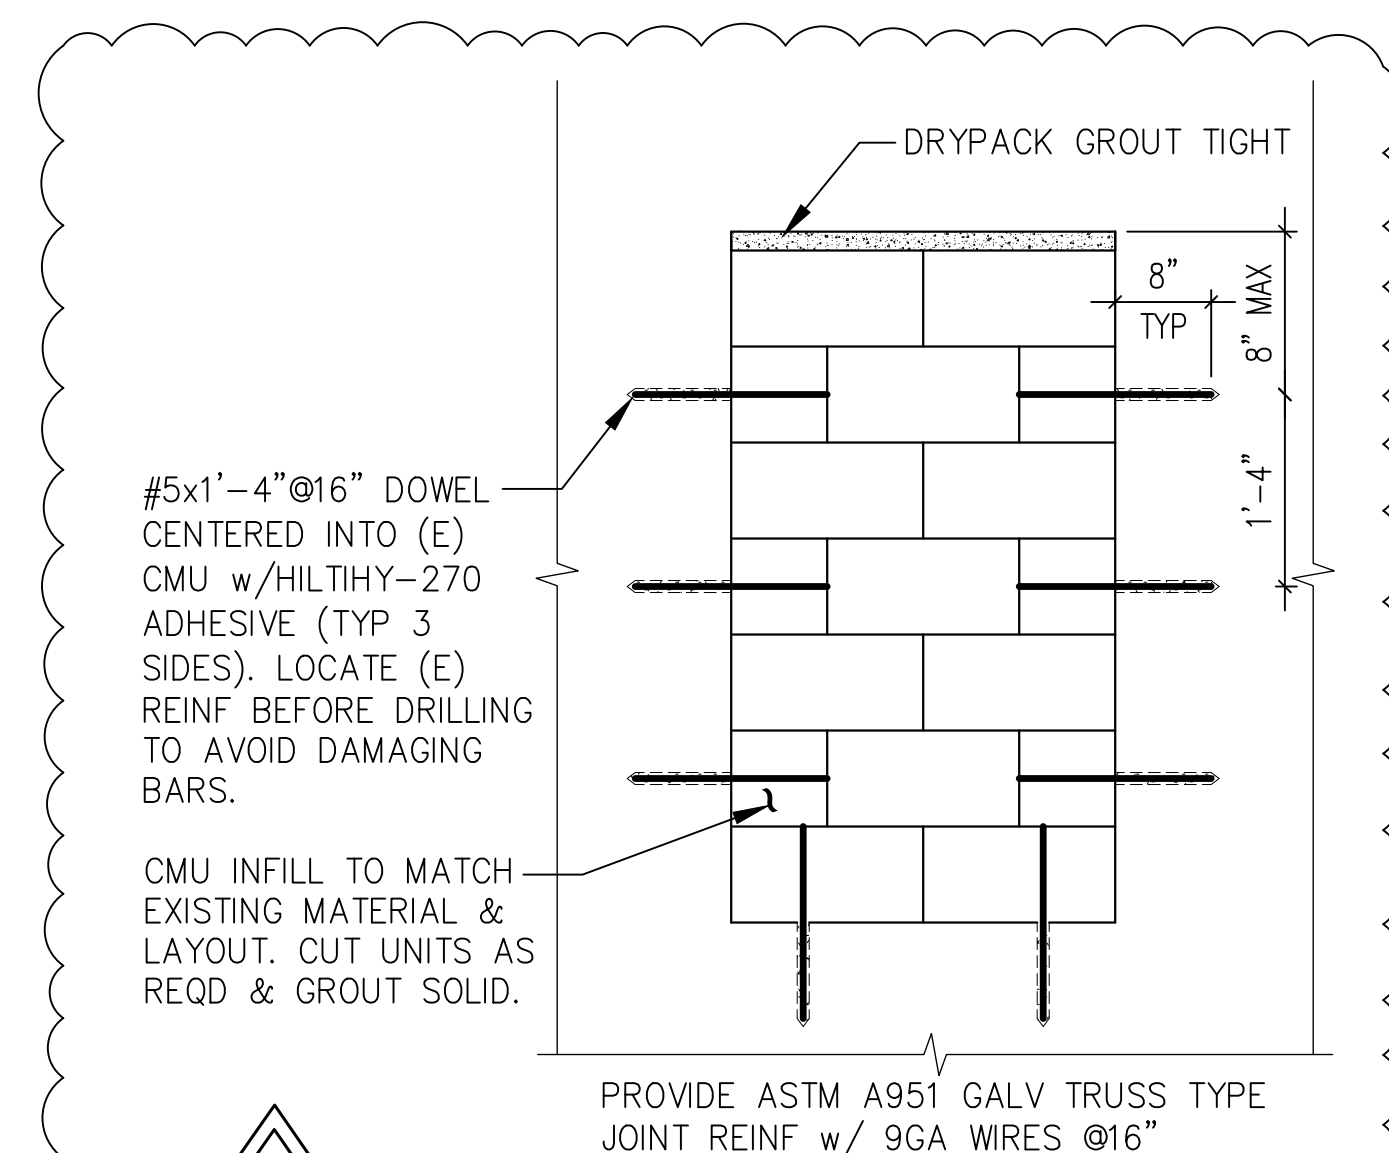 DRYPACK GROUT TIGHT
8"
TYP
8" MAX
1'-4"
#5x1'-4"@16" DOWEL
CENTERED INTO (E)
CMU w/HILTIHY-270
ADHESIVE (TYP 3
SIDES). LOCATE (E)
REINF BEFORE DRILLING
TO AVOID DAMAGING
BARS.
CMU INFILL TO MATCH
EXISTING MATERIAL &
LAYOUT. CUT UNITS AS
REQD & GROUT SOLID.
PROVIDE ASTM A951 GALV TRUSS TYPE
JOINT REINF w/ 9GA WIRES @16"